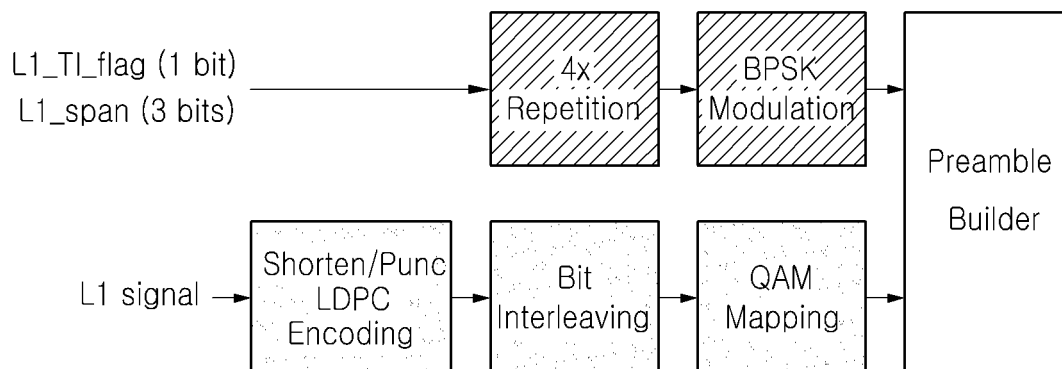 L1_TI_flag (1 bit)
L1_span (3 bits)
4x
Repetition
BPSK
Modulation
Preamble
Builder
L1 signal
Shorten/Punc
LDPC
Encoding
Bit
Interleaving
QAM
Mapping